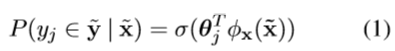 P(y_j ∈ ỹ | x̃) = σ(θ_j^T ϕ_x(x̃)) (1)